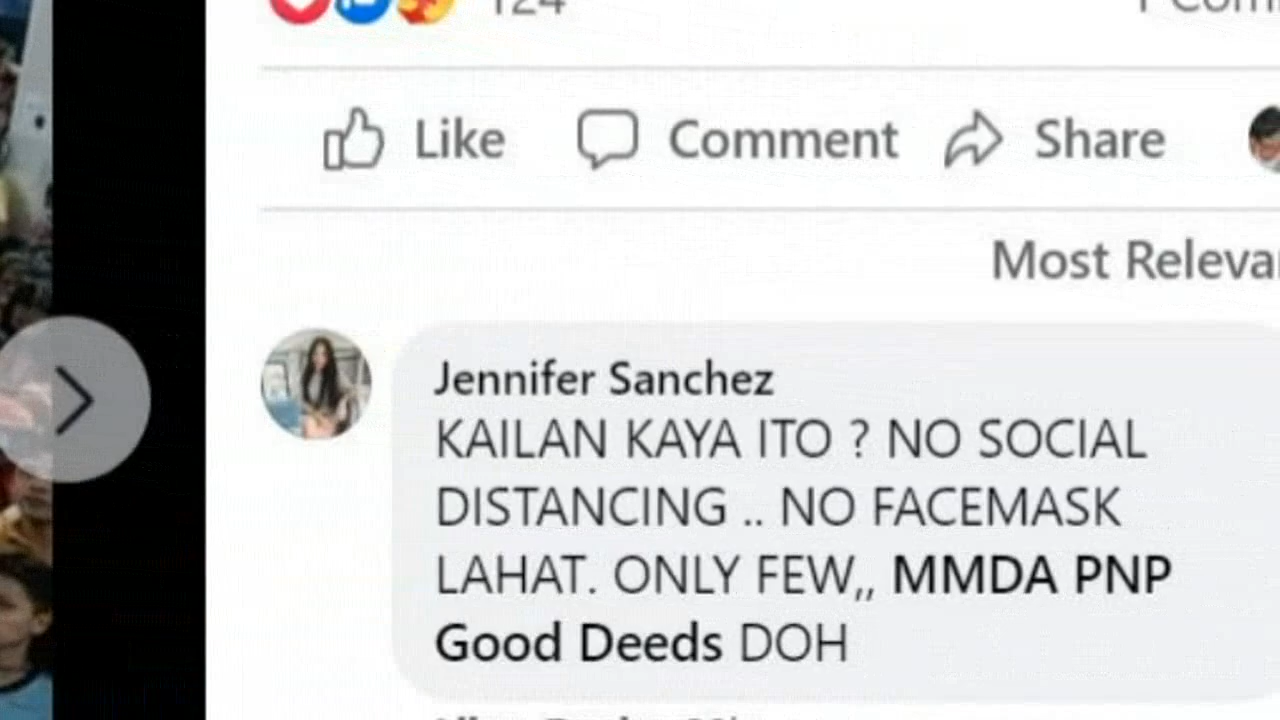 124
Like
Comment
Share
Most
Jennifer Sanchez
KAILAN KAYA ITO ? NO SOCIAL
DISTANCING .. NO FACEMASK
LAHAT. ONLY FEW,, MMDA PNP
Good Deeds DOH